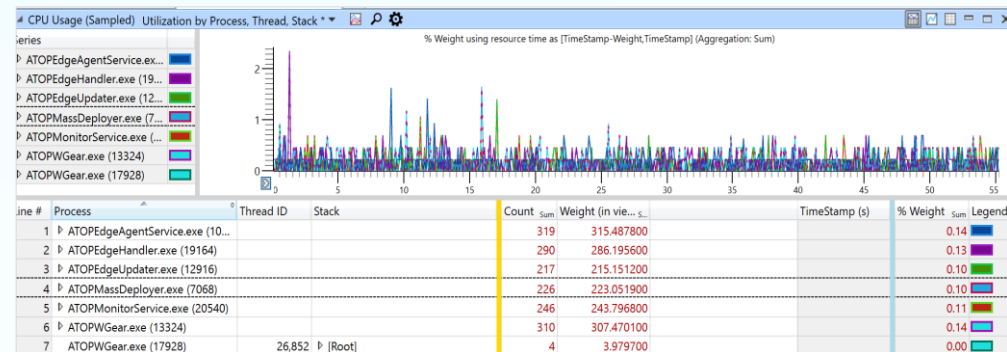 CPU Usage (Sampled) Utilization by Process, Thread, Stack *
Series
% Weight using resource time as [TimeStamp-Weight,TimeStamp] (Aggregation: Sum)
ATOPEdgeAgentService.ex...
ATOPEdgeHandler.exe (19...
ATOPEdgeUpdater.exe (12...
ATOPMassDeployer.exe (7...
ATOPMonitorService.exe (...
ATOPWGear.exe (13324)
ATOPWGear.exe (17928)
2
1
0
0 5 10 15 20 25 30 35 40 45 50 55
Line # Process Thread ID Stack Count Sum Weight (in vie... S... TimeStamp (s) % Weight Sum Legend
1 ATOPEdgeAgentService.exe (10... 319 315.487800 0.14
2 ATOPEdgeHandler.exe (19164) 290 286.195600 0.13
3 ATOPEdgeUpdater.exe (12916) 217 215.151200 0.10
4 ATOPMassDeployer.exe (7068) 226 223.051900 0.10
5 ATOPMonitorService.exe (20540) 246 243.796800 0.11
6 ATOPWGear.exe (13324) 310 307.470100 0.14
7 ATOPWGear.exe (17928) 26,852 [Root] 4 3.979700 0.00